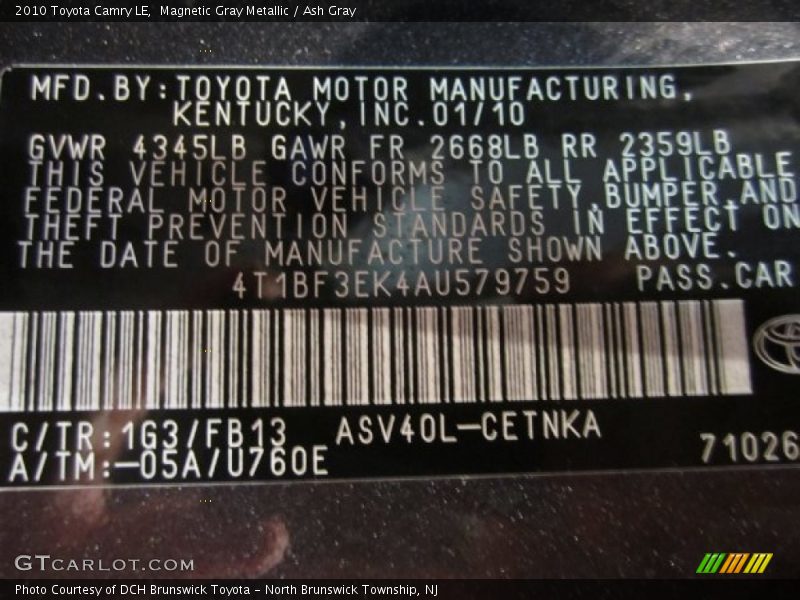 2010 Toyota Camry LE,  Magnetic Gray Metallic / Ash Gray
MFD.BY:TOYOTA MOTOR MANUFACTURING,
KENTUCKY,INC.01/10
GVWR 4345LB GAWR FR 2668LB RR 2359LB
THIS VEHICLE CONFORMS TO ALL APPLICABLE
FEDERAL MOTOR VEHICLE SAFETY,BUMPER,AND
THEFT PREVENTION STANDARDS IN EFFECT ON
THE DATE OF MANUFACTURE SHOWN ABOVE.
4T1BF3EK4AU579759 PASS.CAR
C/TR:1G3/FB13 ASV40L-CETNKA
A/TM:-05A/U760E 71026
GTCARLOT.COM
Photo Courtesy of DCH Brunswick Toyota - North Brunswick Township, NJ